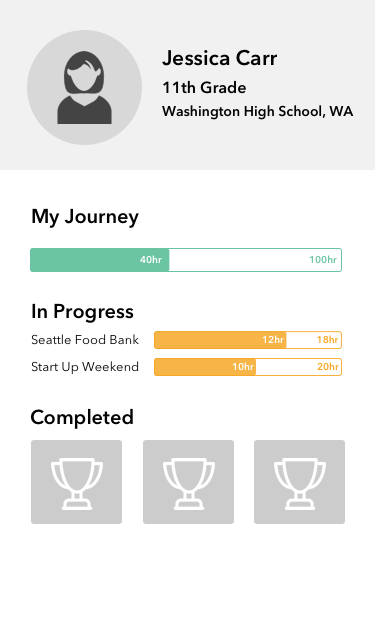 Jessica Carr
11th Grade
Washington High School, WA
My Journey
40hr 100hr
In Progress
Seattle Food Bank 12hr 18hr
Start Up Weekend 10hr 20hr
Completed